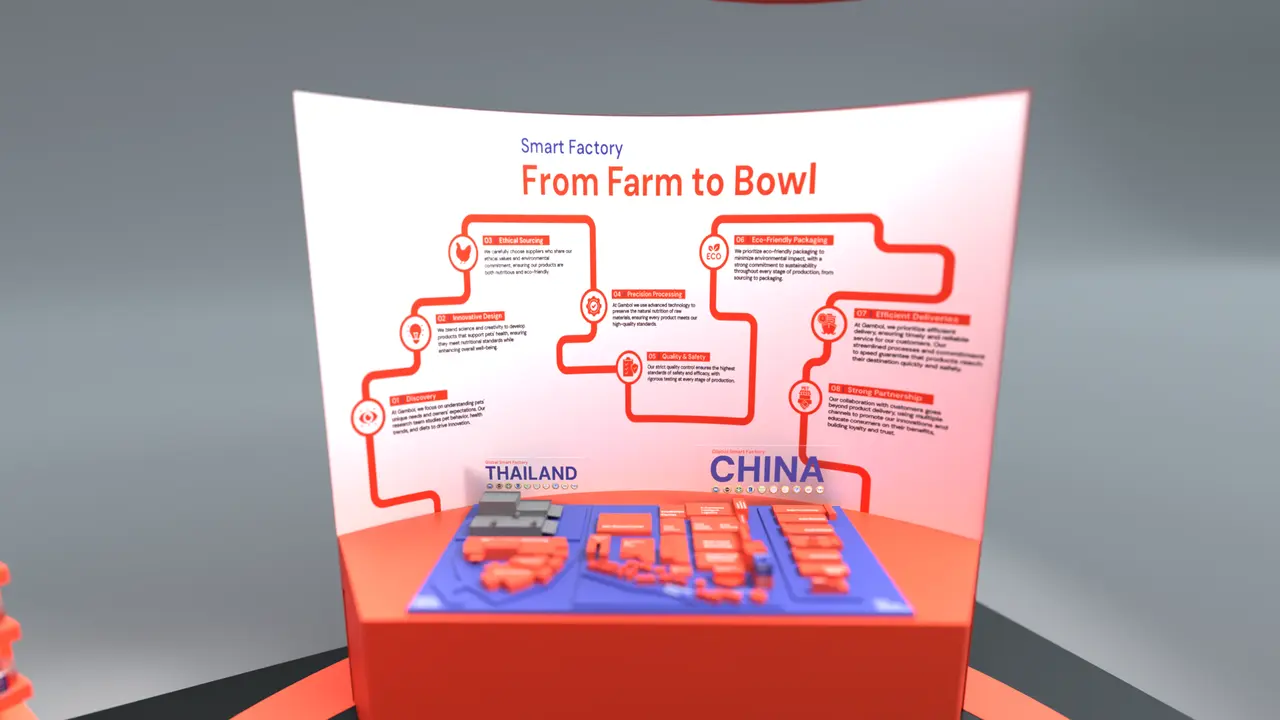 Smart Factory
From Farm to Bowl
01 Discovery
At Gambol, we focus on understanding pets'
unique needs and owners' expectations. Our
research team studies pet behavior, health
trends, and diets to drive innovation.
02 Innovative Design
We blend science and creativity to develop
products that support pets' health, ensuring
they meet nutritional standards while
enhancing overall well-being.
03 Ethical Sourcing
We carefully choose suppliers who share our
ethical values and environmental
commitment, ensuring our products are
both nutritious and eco-friendly.
04 Precision Processing
At Gambol we use advanced technology to
preserve the natural nutrition of raw
materials, ensuring every product meets our
high-quality standards.
05 Quality & Safety
Our strict quality control ensures the highest
standards of safety and efficacy, with
rigorous testing at every stage of production.
ECO
06 Eco-Friendly Packaging
We prioritize eco-friendly packaging to
minimize environmental impact, with a
strong commitment to sustainability
throughout every stage of production, from
sourcing to packaging.
07 Efficient Deliveries
At Gambol, we prioritize efficient
delivery, ensuring timely and reliable
service for our customers. Our
streamlined processes and commitment
to speed guarantee that products reach
their destination quickly and safely.
PET
08 Strong Partnership
Our collaboration with customers goes
beyond product delivery, using multiple
channels to promote our innovations and
educate consumers on their benefits,
building loyalty and trust.
Smart Factory
THAILAND
Smart Factory
CHINA